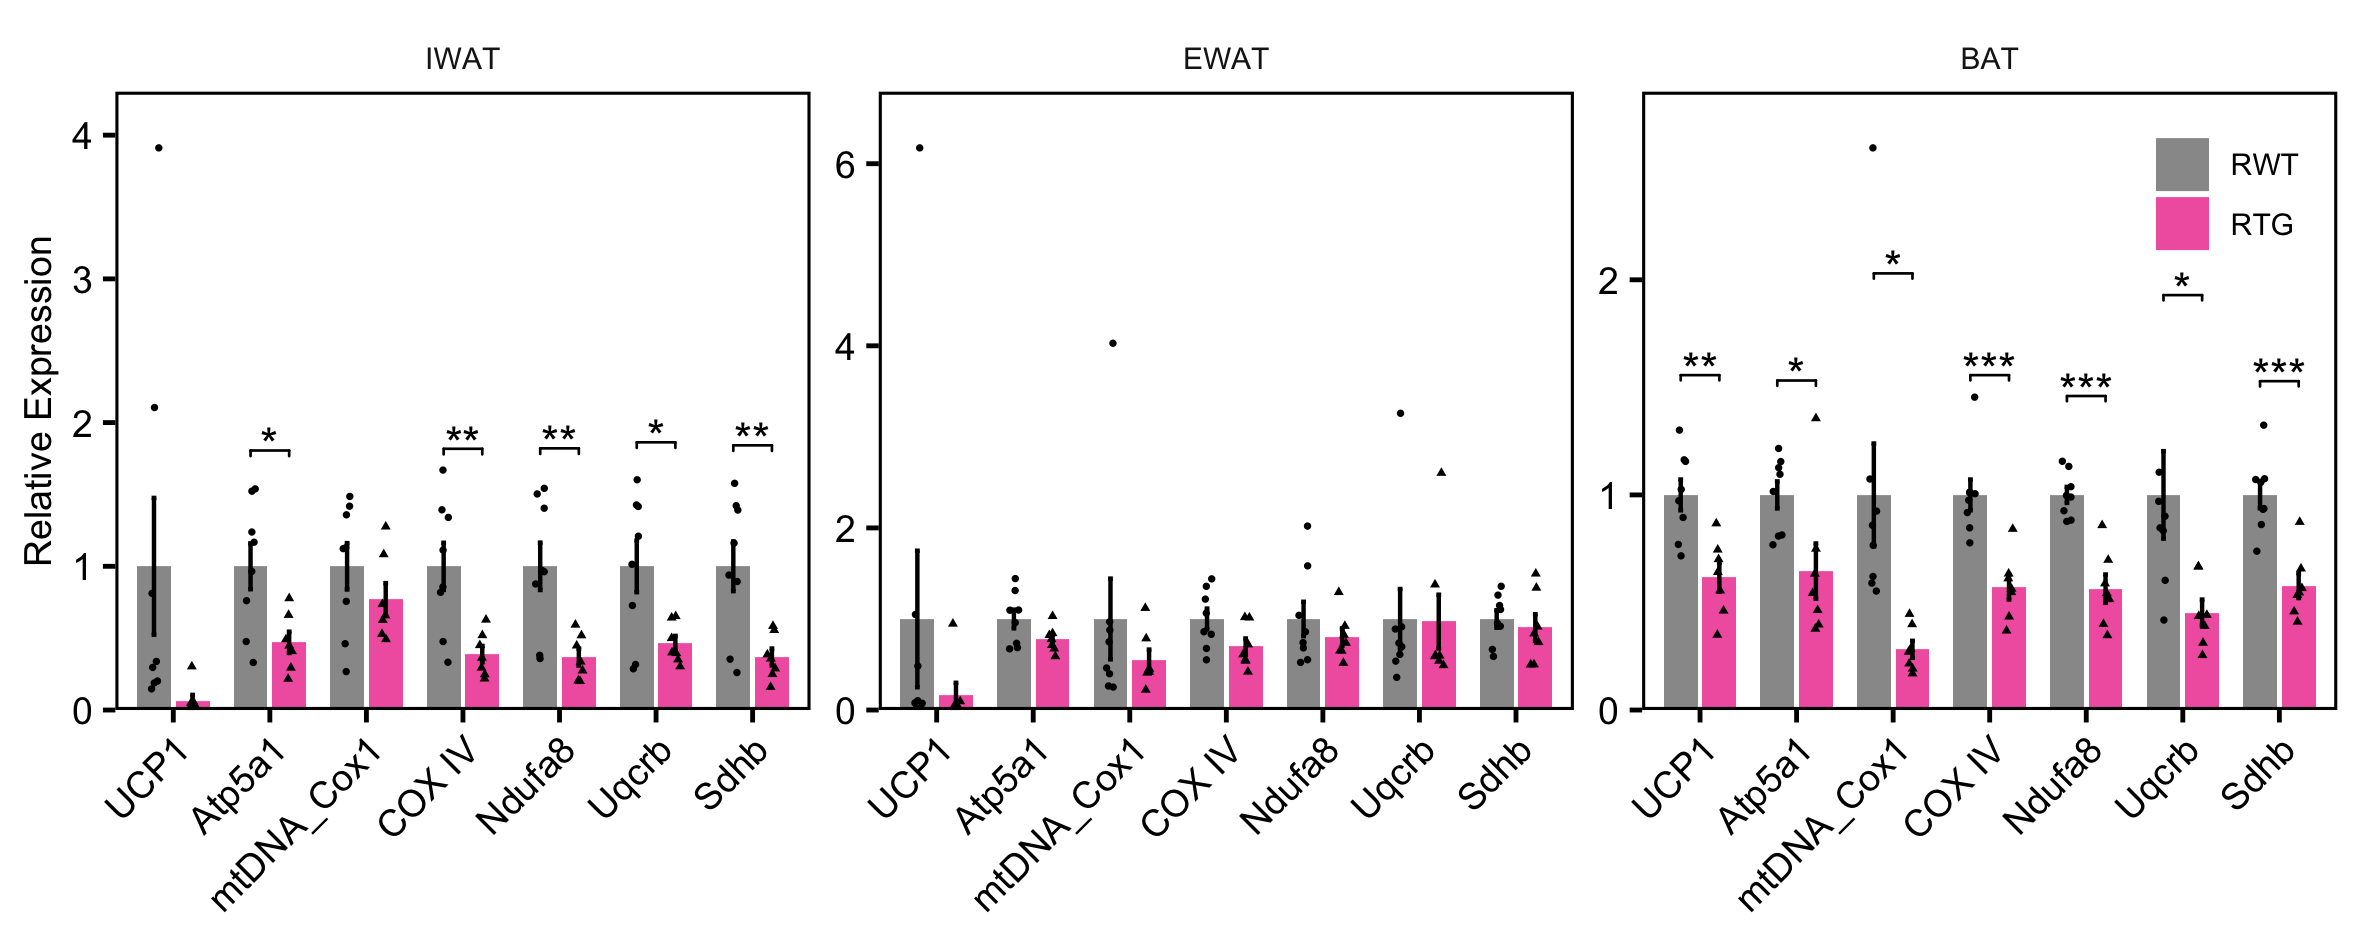 IWAT
EWAT
BAT
Relative Expression
4
3
2
1
0
6
4
2
0
2
1
0
*
**
**
*
**
**
*
*
***
***
*
***
RWT
RTG
UCP1
Atp5a1
mtDNA_Cox1
COX IV
Ndufa8
Uqcrb
Sdhb
UCP1
Atp5a1
mtDNA_Cox1
COX IV
Ndufa8
Uqcrb
Sdhb
UCP1
Atp5a1
mtDNA_Cox1
COX IV
Ndufa8
Uqcrb
Sdhb